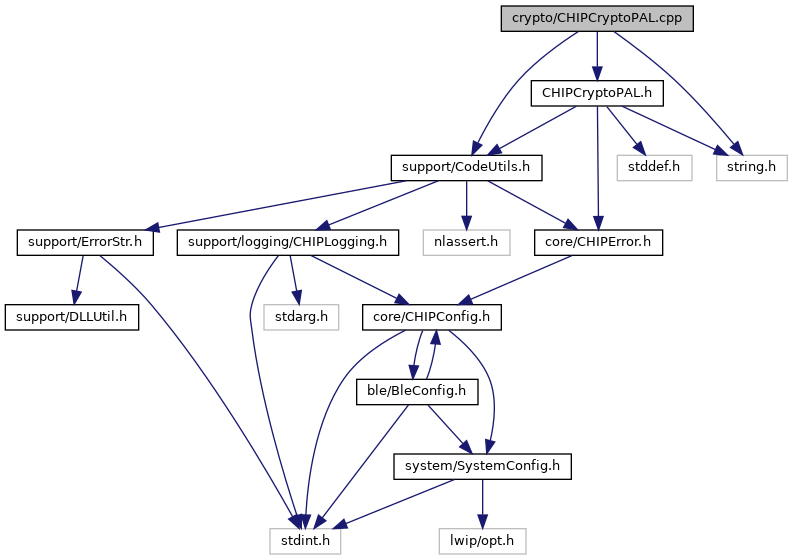 crypto/CHIPCryptoPAL.cpp
CHIPCryptoPAL.h
support/CodeUtils.h
stddef.h
string.h
support/ErrorStr.h
support/logging/CHIPLogging.h
nlassert.h
core/CHIPError.h
support/DLLUtil.h
stdarg.h
core/CHIPConfig.h
ble/BleConfig.h
system/SystemConfig.h
stdint.h
lwip/opt.h